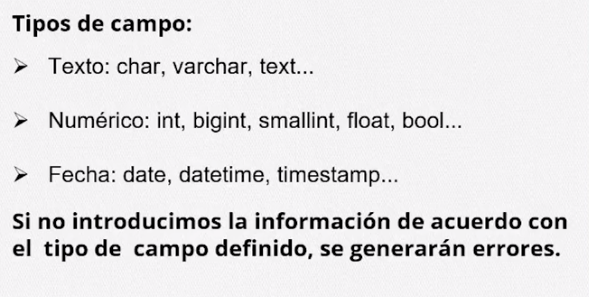 Tipos de campo:
➢ Texto: char, varchar, text...
➢ Numérico: int, bigint, smallint, float, bool...
➢ Fecha: date, datetime, timestamp...
Si no introducimos la información de acuerdo con
el tipo de campo definido, se generarán errores.